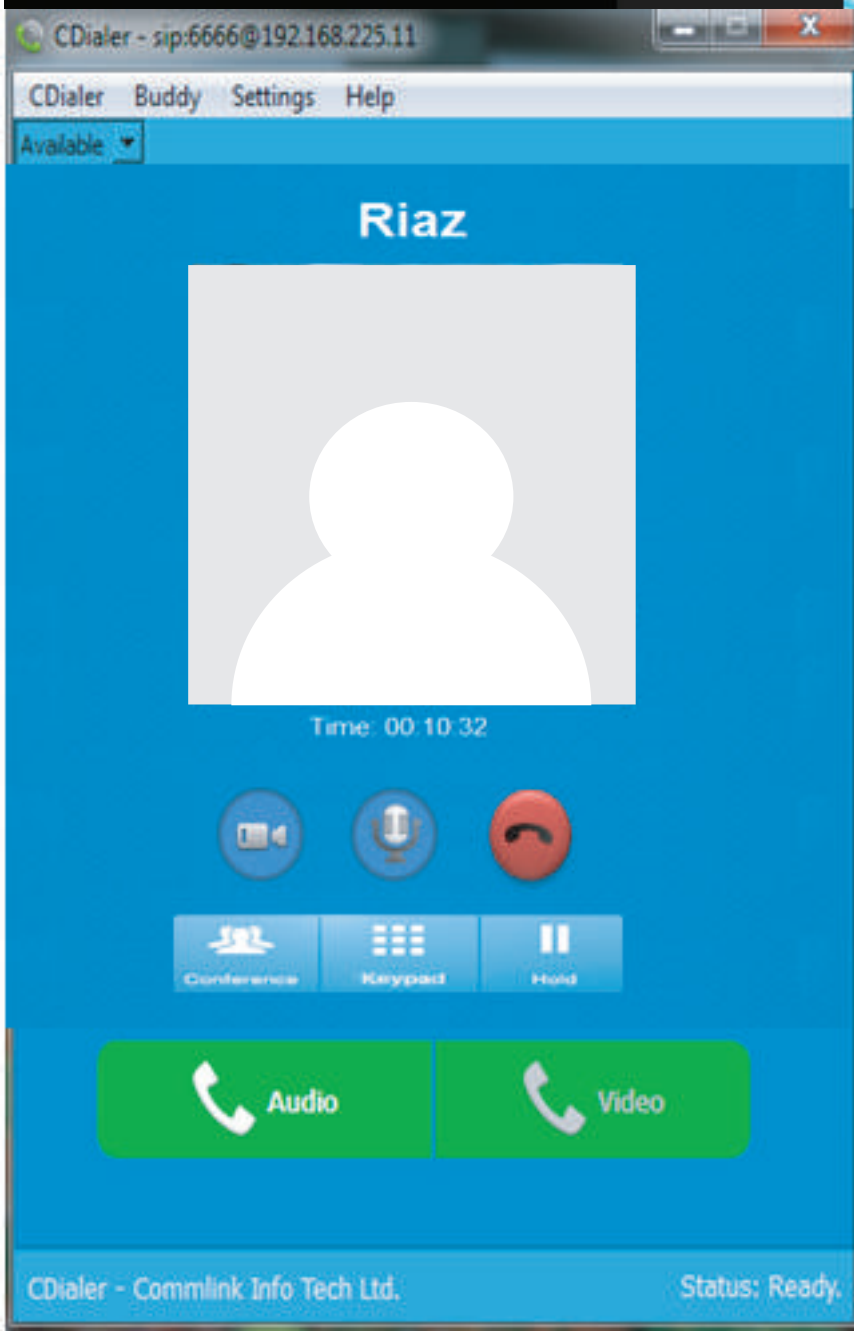 CDialer - sip:6666@192.168.225.11
CDialer Buddy Settings Help
Available
Riaz
Time: 00:10:32
Conference Keypad Hold
Audio Video
CDialer - Commlink Info Tech Ltd. Status: Ready.